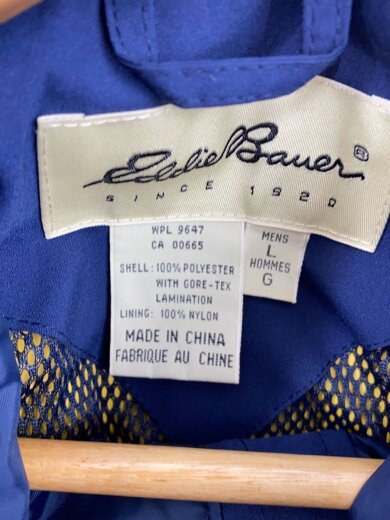 Eddie Bauer®
SINCE 1920
WPL 9647
CA 00665
SHELL: 100% POLYESTER
WITH GORE-TEX
LAMINATION
LINING: 100% NYLON
MADE IN CHINA
FABRIQUE AU CHINE
MENS
L
HOMMES
G